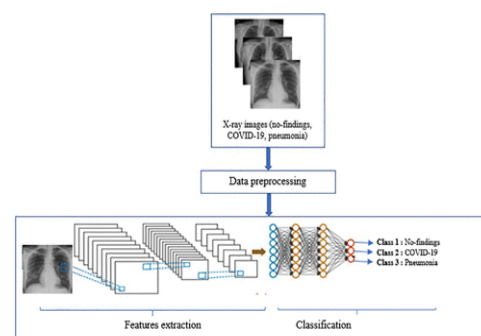 X-ray images (no-findings,
COVID-19, pneumonia)
Data preprocessing
Class 1 : No-findings
Class 2 : COVID-19
Class 3 : Pneumonia
Features extraction
Classification